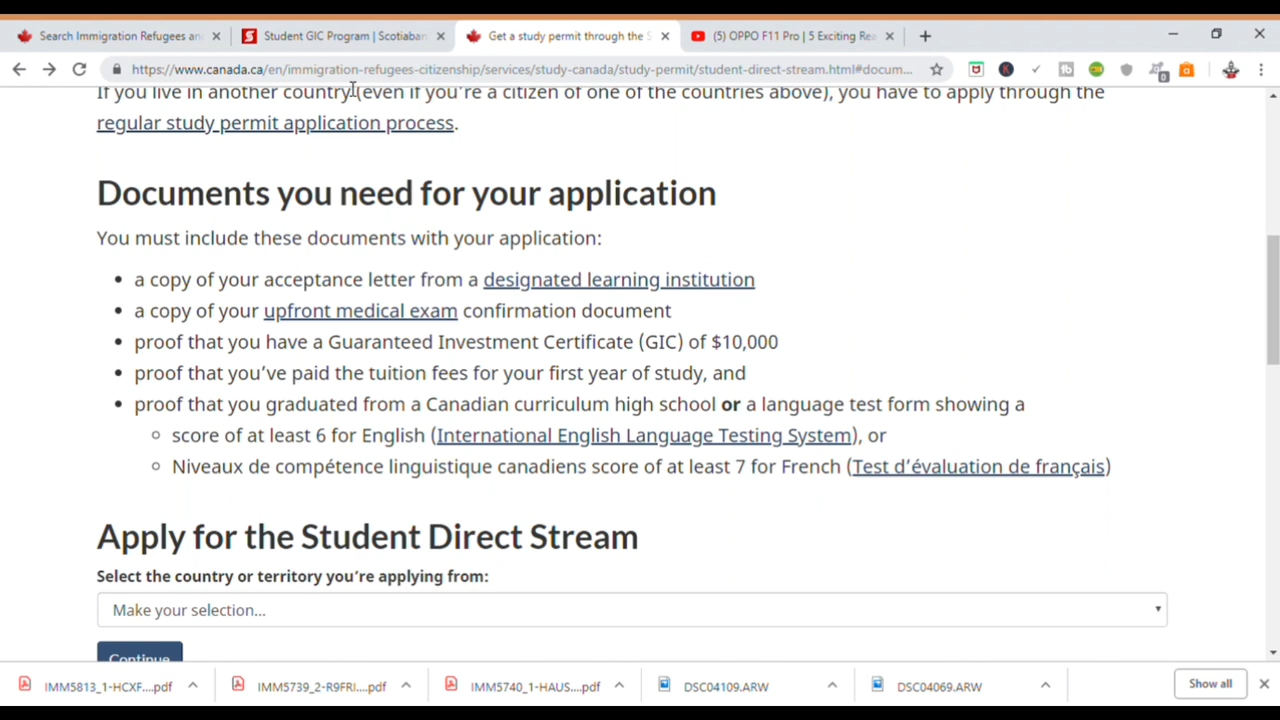 Search Immigration Refugees and
Student GIC Program | Scotiaban
Get a study permit through the S
(5) OPPO F11 Pro | 5 Exciting Rea
https://www.canada.ca/en/immigration-refugees-citizenship/services/study-canada/study-permit/student-direct-stream.html#docum...
0
If you live in another country (even if you're a citizen of one of the countries above), you have to apply through the
regular study permit application process.
Documents you need for your application
You must include these documents with your application:
• a copy of your acceptance letter from a designated learning institution
• a copy of your upfront medical exam confirmation document
• proof that you have a Guaranteed Investment Certificate (GIC) of $10,000
• proof that you've paid the tuition fees for your first year of study, and
• proof that you graduated from a Canadian curriculum high school or a language test form showing a
◦ score of at least 6 for English (International English Language Testing System), or
◦ Niveaux de compétence linguistique canadiens score of at least 7 for French (Test d'évaluation de français)
Apply for the Student Direct Stream
Select the country or territory you're applying from:
Make your selection...
Continue
IMM5813_1-HCXF....pdf
IMM5739_2-R9FRI....pdf
IMM5740_1-HAUS....pdf
DSC04109.ARW
DSC04069.ARW
Show all